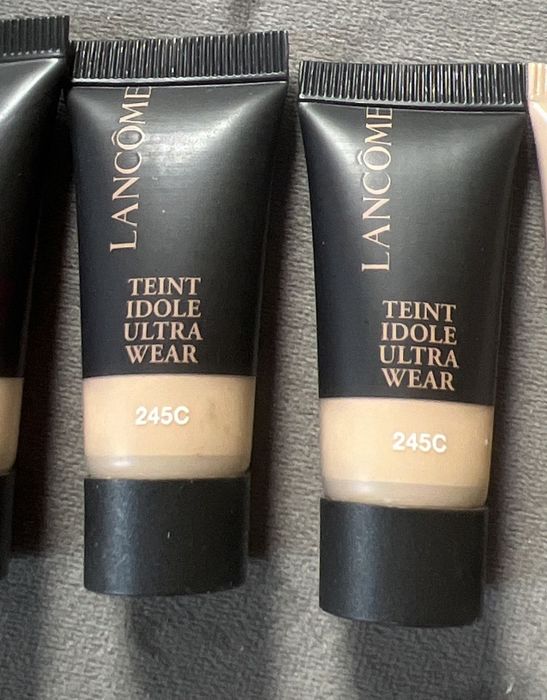 LANCÔME
TEINT
IDOLE
ULTRA
WEAR
245C
LANCÔME
TEINT
IDOLE
ULTRA
WEAR
245C